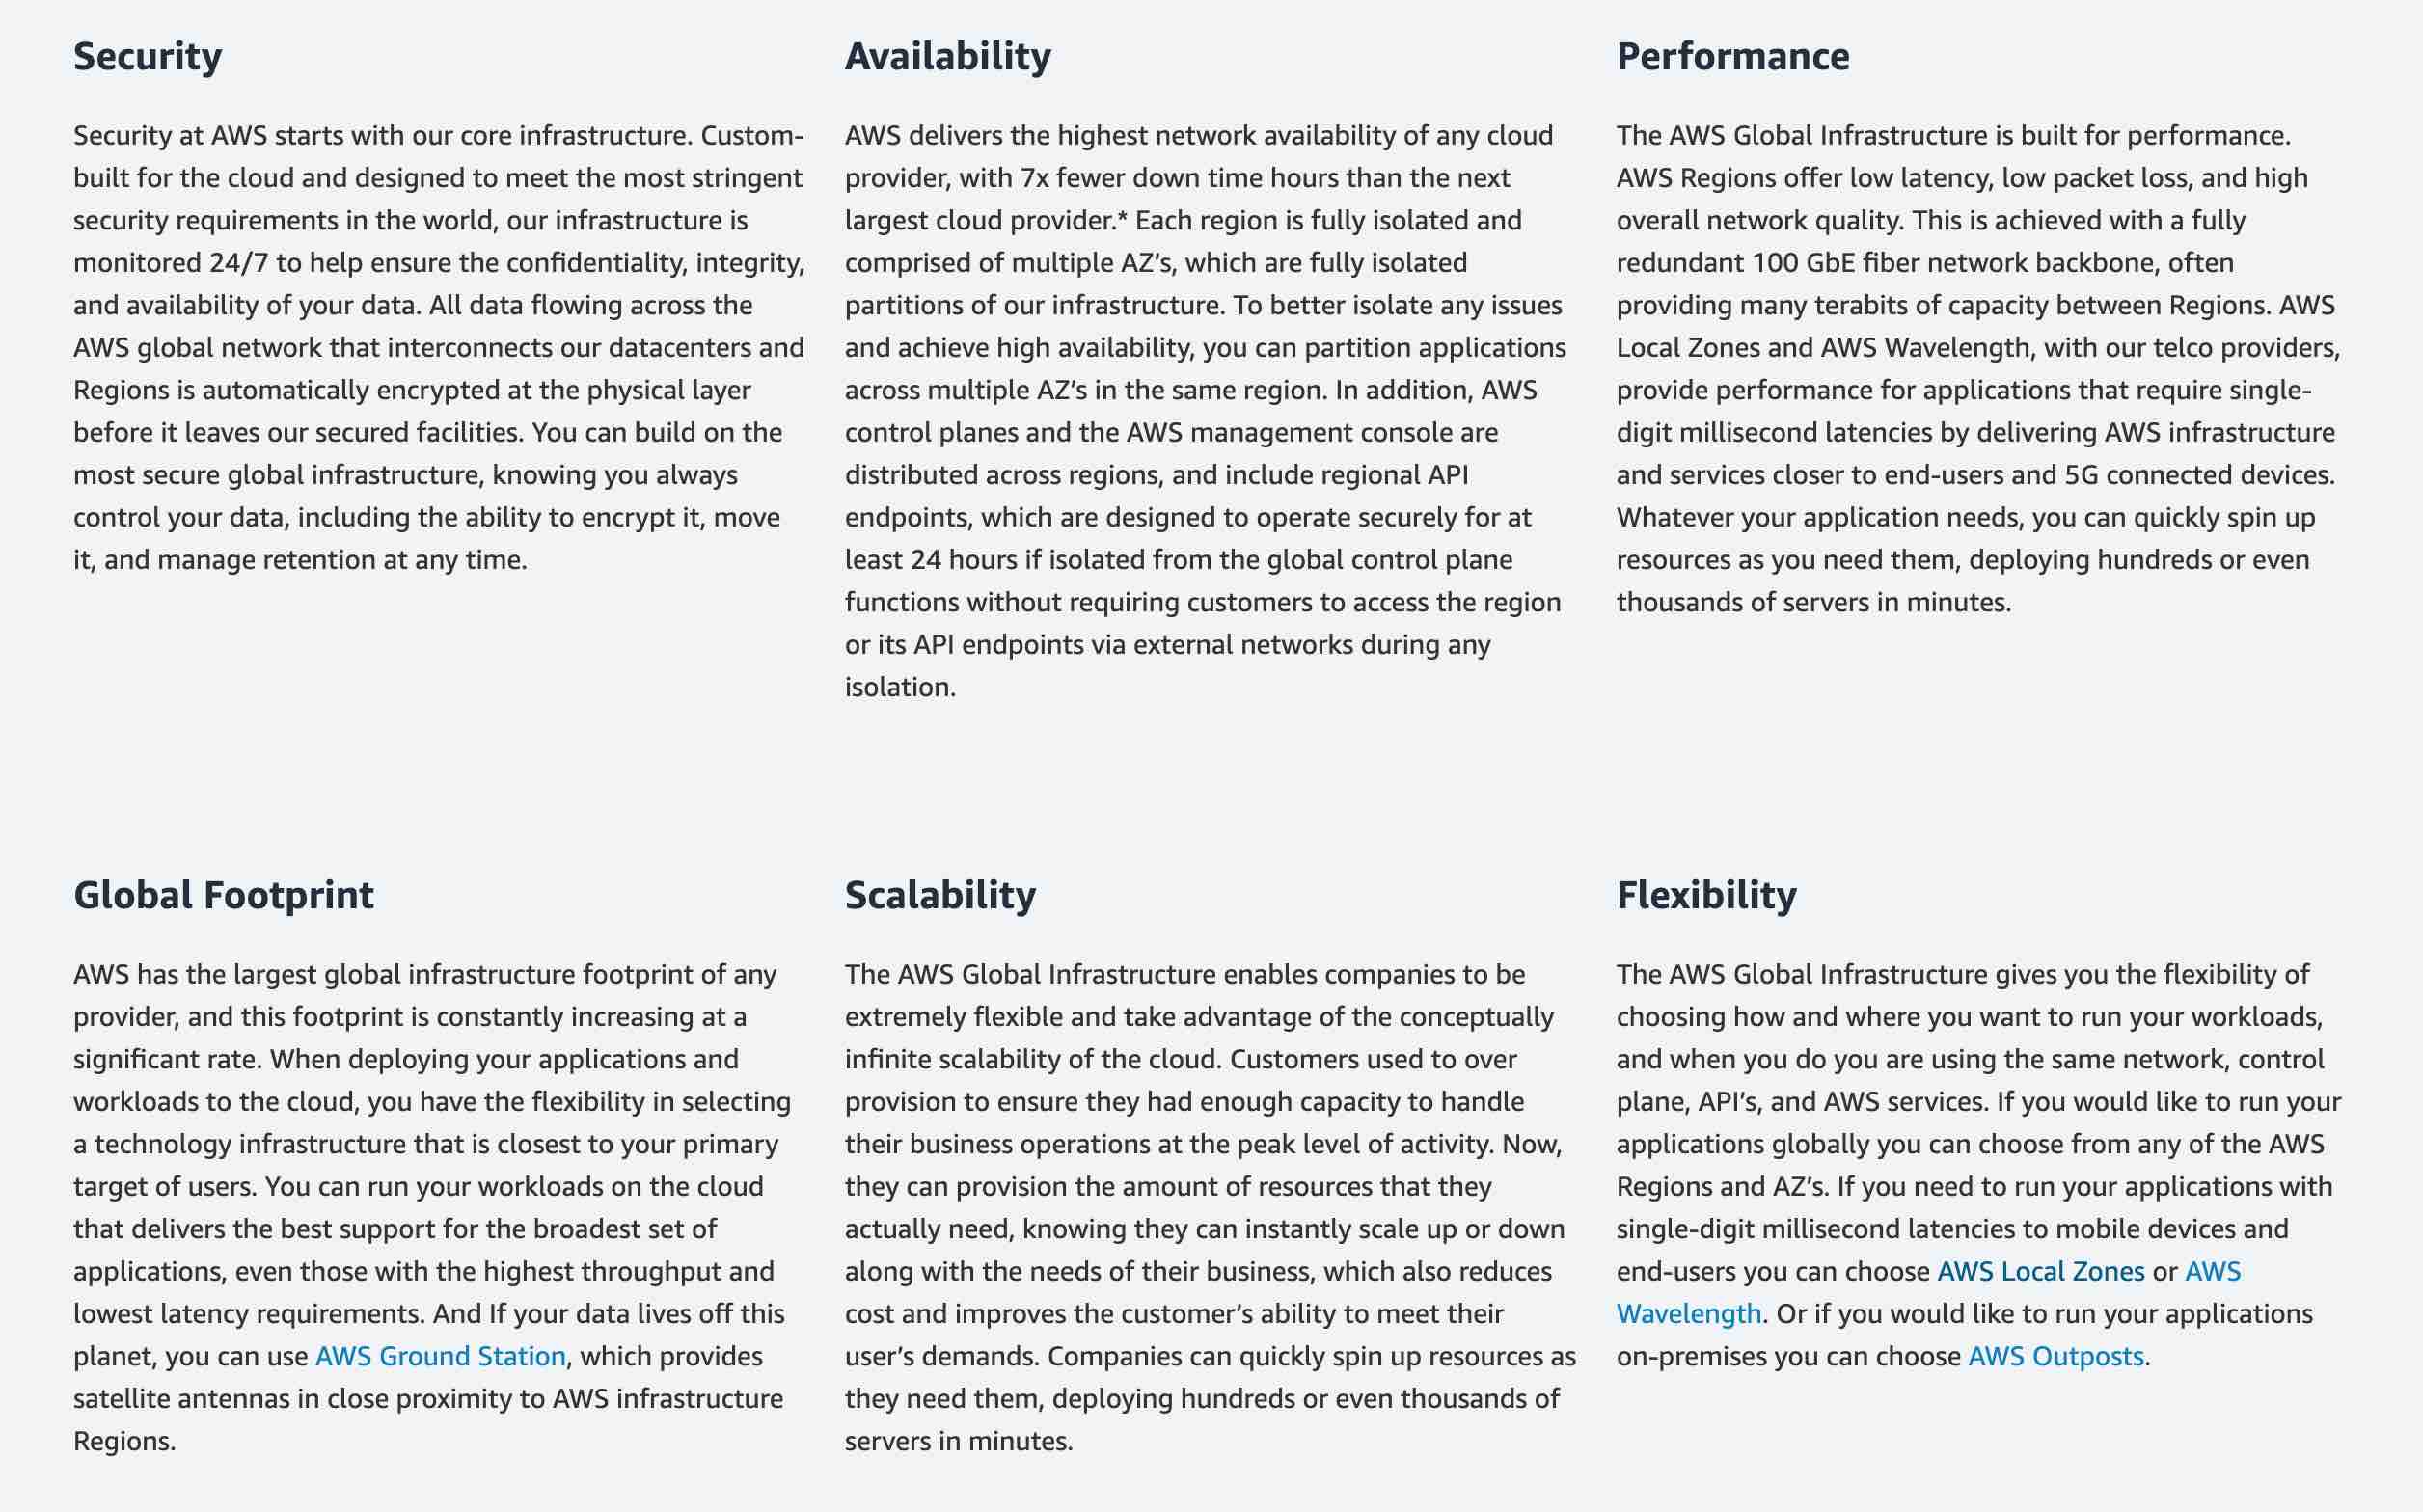 Security
Security at AWS starts with our core infrastructure. Custom-
built for the cloud and designed to meet the most stringent
security requirements in the world, our infrastructure is
monitored 24/7 to help ensure the confidentiality, integrity,
and availability of your data. All data flowing across the
AWS global network that interconnects our datacenters and
Regions is automatically encrypted at the physical layer
before it leaves our secured facilities. You can build on the
most secure global infrastructure, knowing you always
control your data, including the ability to encrypt it, move
it, and manage retention at any time.
Availability
AWS delivers the highest network availability of any cloud
provider, with 7x fewer down time hours than the next
largest cloud provider.* Each region is fully isolated and
comprised of multiple AZ’s, which are fully isolated
partitions of our infrastructure. To better isolate any issues
and achieve high availability, you can partition applications
across multiple AZ’s in the same region. In addition, AWS
control planes and the AWS management console are
distributed across regions, and include regional API
endpoints, which are designed to operate securely for at
least 24 hours if isolated from the global control plane
functions without requiring customers to access the region
or its API endpoints via external networks during any
isolation.
Performance
The AWS Global Infrastructure is built for performance.
AWS Regions offer low latency, low packet loss, and high
overall network quality. This is achieved with a fully
redundant 100 GbE fiber network backbone, often
providing many terabits of capacity between Regions. AWS
Local Zones and AWS Wavelength, with our telco providers,
provide performance for applications that require single-
digit millisecond latencies by delivering AWS infrastructure
and services closer to end-users and 5G connected devices.
Whatever your application needs, you can quickly spin up
resources as you need them, deploying hundreds or even
thousands of servers in minutes.
Global Footprint
AWS has the largest global infrastructure footprint of any
provider, and this footprint is constantly increasing at a
significant rate. When deploying your applications and
workloads to the cloud, you have the flexibility in selecting
a technology infrastructure that is closest to your primary
target of users. You can run your workloads on the cloud
that delivers the best support for the broadest set of
applications, even those with the highest throughput and
lowest latency requirements. And If your data lives off this
planet, you can use AWS Ground Station, which provides
satellite antennas in close proximity to AWS infrastructure
Regions.
Scalability
The AWS Global Infrastructure enables companies to be
extremely flexible and take advantage of the conceptually
infinite scalability of the cloud. Customers used to over
provision to ensure they had enough capacity to handle
their business operations at the peak level of activity. Now,
they can provision the amount of resources that they
actually need, knowing they can instantly scale up or down
along with the needs of their business, which also reduces
cost and improves the customer’s ability to meet their
user’s demands. Companies can quickly spin up resources as
they need them, deploying hundreds or even thousands of
servers in minutes.
Flexibility
The AWS Global Infrastructure gives you the flexibility of
choosing how and where you want to run your workloads,
and when you do you are using the same network, control
plane, API’s, and AWS services. If you would like to run your
applications globally you can choose from any of the AWS
Regions and AZ’s. If you need to run your applications with
single-digit millisecond latencies to mobile devices and
end-users you can choose AWS Local Zones or AWS
Wavelength. Or if you would like to run your applications
on-premises you can choose AWS Outposts.